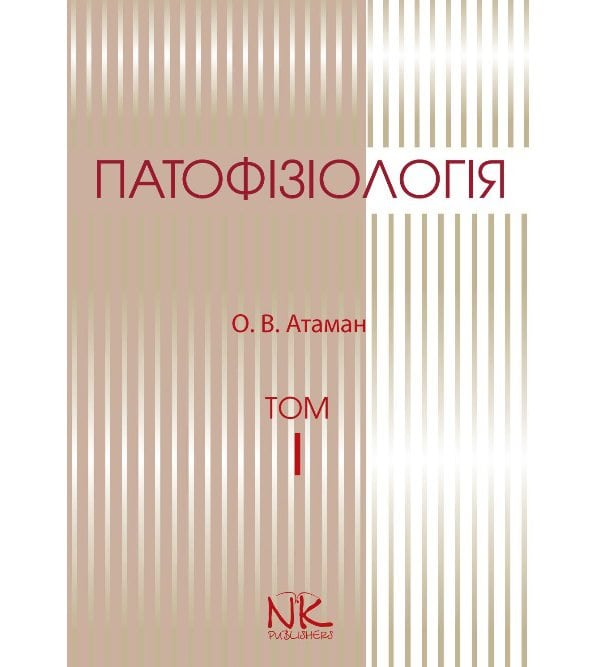 ПАТОФІЗІОЛОГІЯ
О. В. Атаман
ТОМ
І
NK
PUBLISHERS